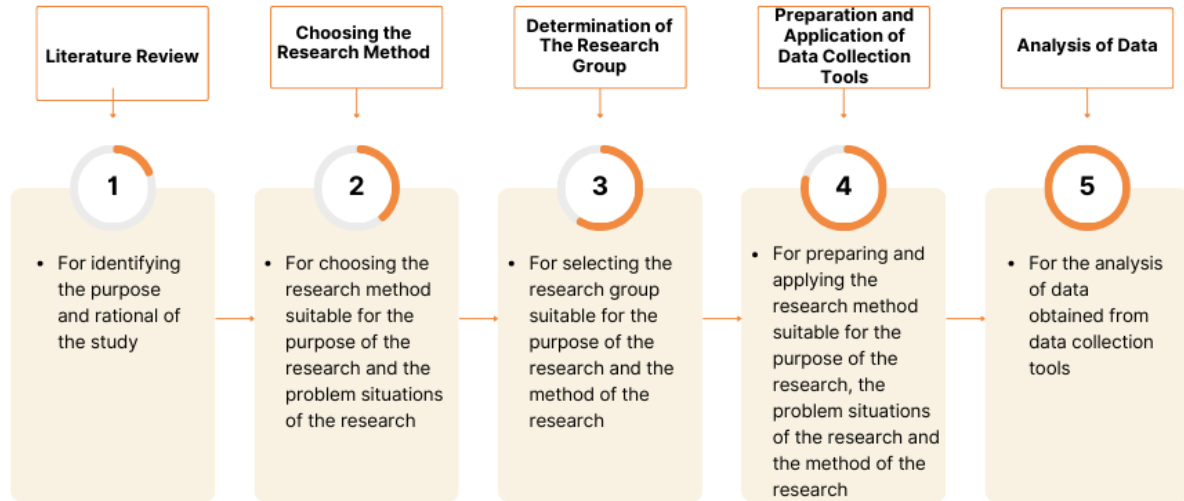 Literature Review
Choosing the
Research Method
Determination of
The Research
Group
Preparation and
Application of
Data Collection
Tools
Analysis of Data
1
2
3
4
5
• For identifying
the purpose
and rational of
the study
• For choosing the
research method
suitable for the
purpose of the
research and the
problem situations
of the research
• For selecting the
research group
suitable for the
purpose of the
research and the
method of the
research
• For preparing and
applying the
research method
suitable for the
purpose of the
research, the
problem situations
of the research and
the method of the
research
• For the analysis
of data
obtained from
data collection
tools